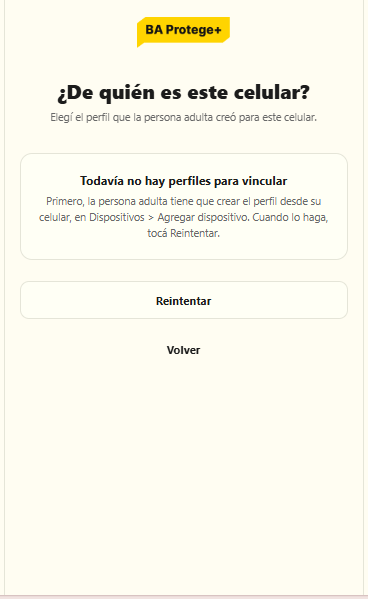 BA Protege+
¿De quién es este celular?
Elegí el perfil que la persona adulta creó para este celular.
Todavía no hay perfiles para vincular
Primero, la persona adulta tiene que crear el perfil desde su
celular, en Dispositivos > Agregar dispositivo. Cuando lo haga,
tocá Reintentar.
Reintentar
Volver